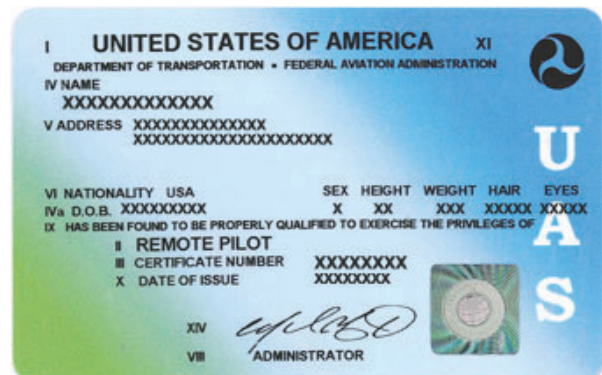 I UNITED STATES OF AMERICA XI
DEPARTMENT OF TRANSPORTATION • FEDERAL AVIATION ADMINISTRATION
IV NAME
XXXXXXXXXXXXX
V ADDRESS XXXXXXXXXXXXXX
XXXXXXXXXXXXXXXXXXXXX
VI NATIONALITY USA SEX HEIGHT WEIGHT HAIR EYES
IVa D.O.B. XXXXXXXXX X XX XXX XXXXX XXXXX
IX HAS BEEN FOUND TO BE PROPERLY QUALIFIED TO EXERCISE THE PRIVILEGES OF
II REMOTE PILOT
III CERTIFICATE NUMBER XXXXXXXX
X DATE OF ISSUE XXXXXXXX
XIV
VIII ADMINISTRATOR
UAS